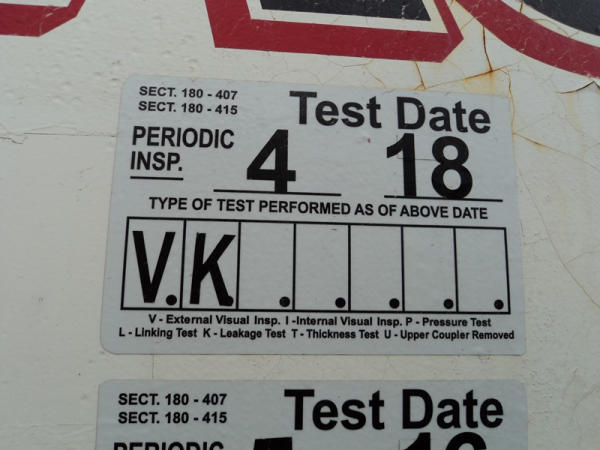 SECT. 180 - 407
SECT. 180 - 415
Test Date
PERIODIC
INSP.
4 18
TYPE OF TEST PERFORMED AS OF ABOVE DATE
V. K . . . . .
V - External Visual Insp. I -Internal Visual Insp. P - Pressure Test
L - Linking Test K - Leakage Test T - Thickness Test U - Upper Coupler Removed
SECT. 180 - 407
SECT. 180 - 415
Test Date
PERIODIC